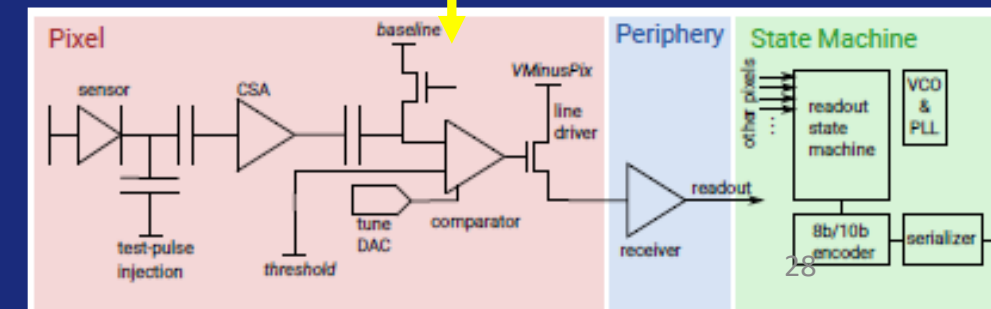 Pixel
Periphery
State Machine
baseline
sensor
CSA
VMinusPix
line
driver
tune
DAC
comparator
test-pulse
injection
threshold
receiver
readout
other pixels
...
readout
state
machine
VCO
&
PLL
8b/10b
encoder
serializer
28